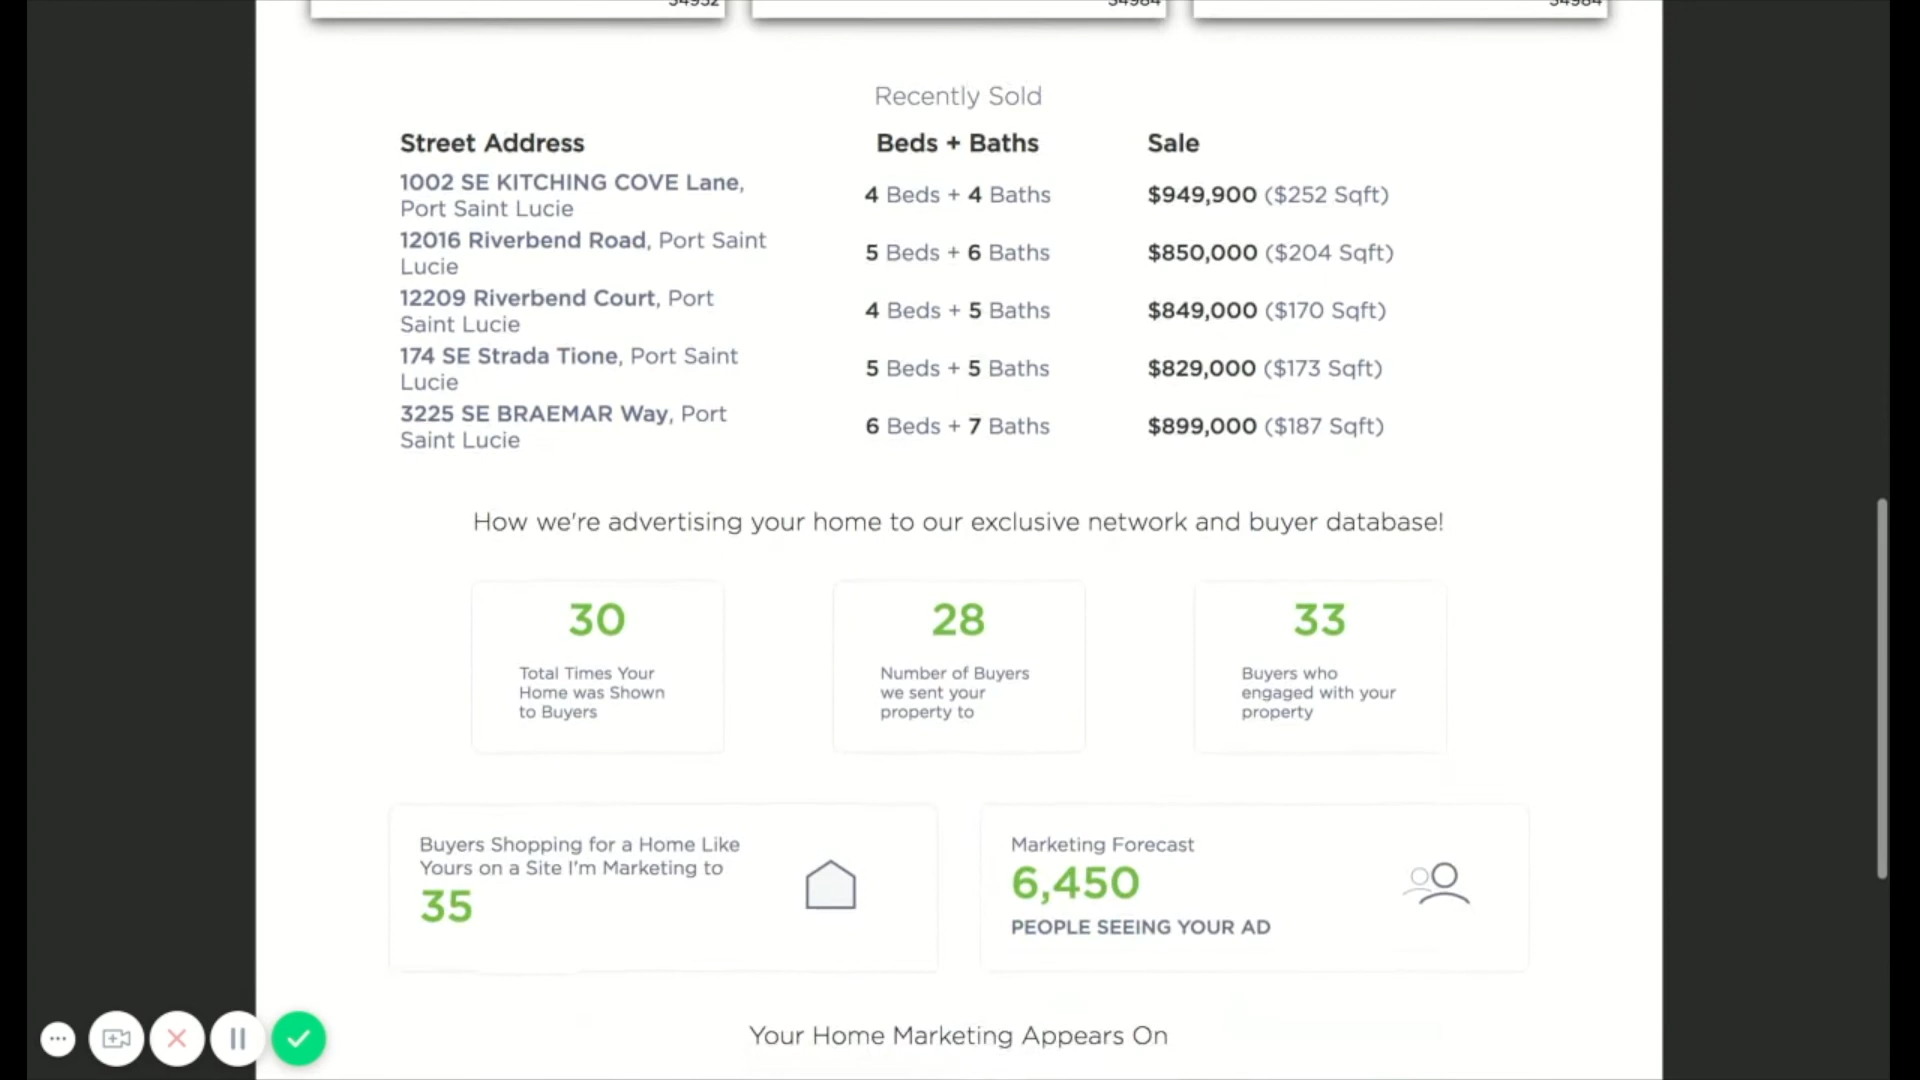 34952
34984
34984
Recently Sold
Street Address
Beds + Baths
Sale
1002 SE KITCHING COVE Lane,
Port Saint Lucie
4 Beds + 4 Baths
$949,900 ($252 Sqft)
12016 Riverbend Road, Port Saint
Lucie
5 Beds + 6 Baths
$850,000 ($204 Sqft)
12209 Riverbend Court, Port
Saint Lucie
4 Beds + 5 Baths
$849,000 ($170 Sqft)
174 SE Strada Tione, Port Saint
Lucie
5 Beds + 5 Baths
$829,000 ($173 Sqft)
3225 SE BRAEMAR Way, Port
Saint Lucie
6 Beds + 7 Baths
$899,000 ($187 Sqft)
How we're advertising your home to our exclusive network and buyer database!
30
Total Times Your
Home was Shown
to Buyers
28
Number of Buyers
we sent your
property to
33
Buyers who
engaged with your
property
Buyers Shopping for a Home Like
Yours on a Site I'm Marketing to
35
Marketing Forecast
6,450
PEOPLE SEEING YOUR AD
Your Home Marketing Appears On